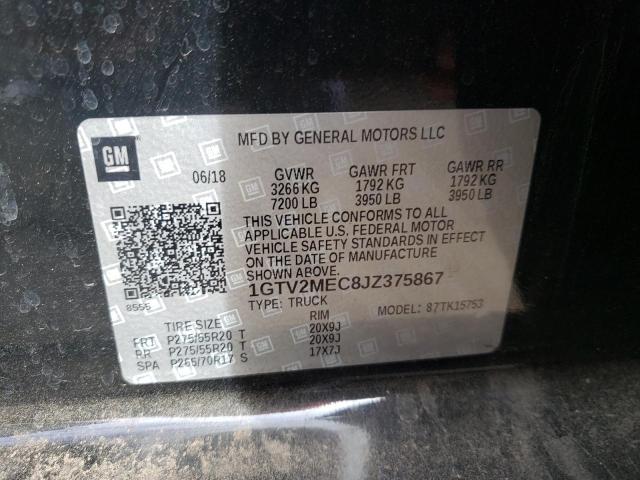 GM
MFD BY GENERAL MOTORS LLC
06/18 GVWR GAWR FRT GAWR RR
3266 KG 1792 KG 1792 KG
7200 LB 3950 LB 3950 LB
THIS VEHICLE CONFORMS TO ALL
APPLICABLE U.S. FEDERAL MOTOR
VEHICLE SAFETY STANDARDS IN EFFECT
ON THE DATE OF MANUFACTURE
SHOWN ABOVE.
1GTV2MEC8JZ375867
8556
TYPE: TRUCK MODEL: 87TK15753
TIRE SIZE RIM
FRT P275/55R20 T 20X9J
RR P275/55R20 T 20X9J
SPA P265/70R17 S 17X7J